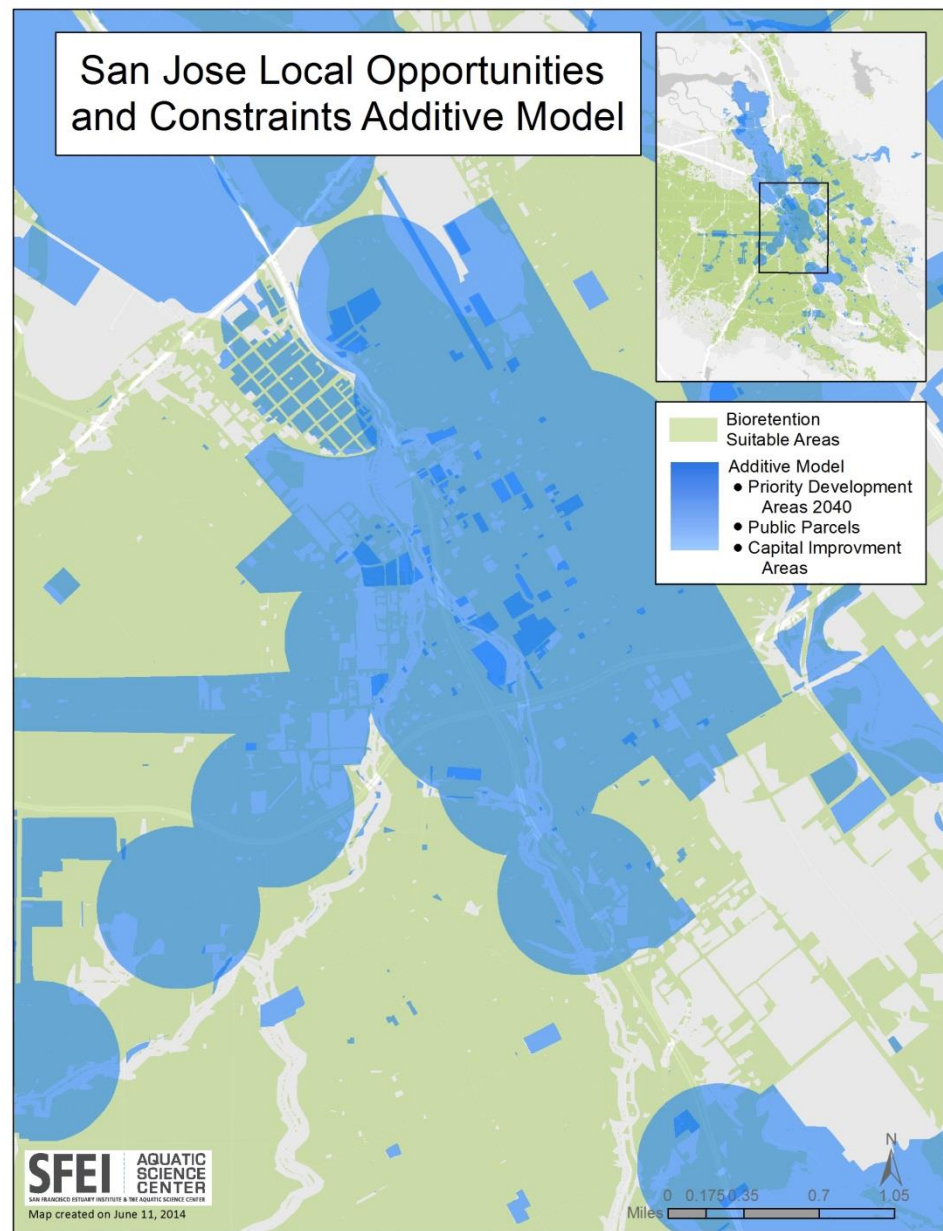 San Jose Local Opportunities
and Constraints Additive Model
Bioretention
Suitable Areas
Additive Model
● Priority Development
Areas 2040
● Public Parcels
● Capital Improvment
Areas
N
0 0.175 0.35 0.7 1.05
Miles
SFEI AQUATIC
SCIENCE
CENTER
SAN FRANCISCO ESTUARY INSTITUTE & THE AQUATIC SCIENCE CENTER
Map created on June 11, 2014